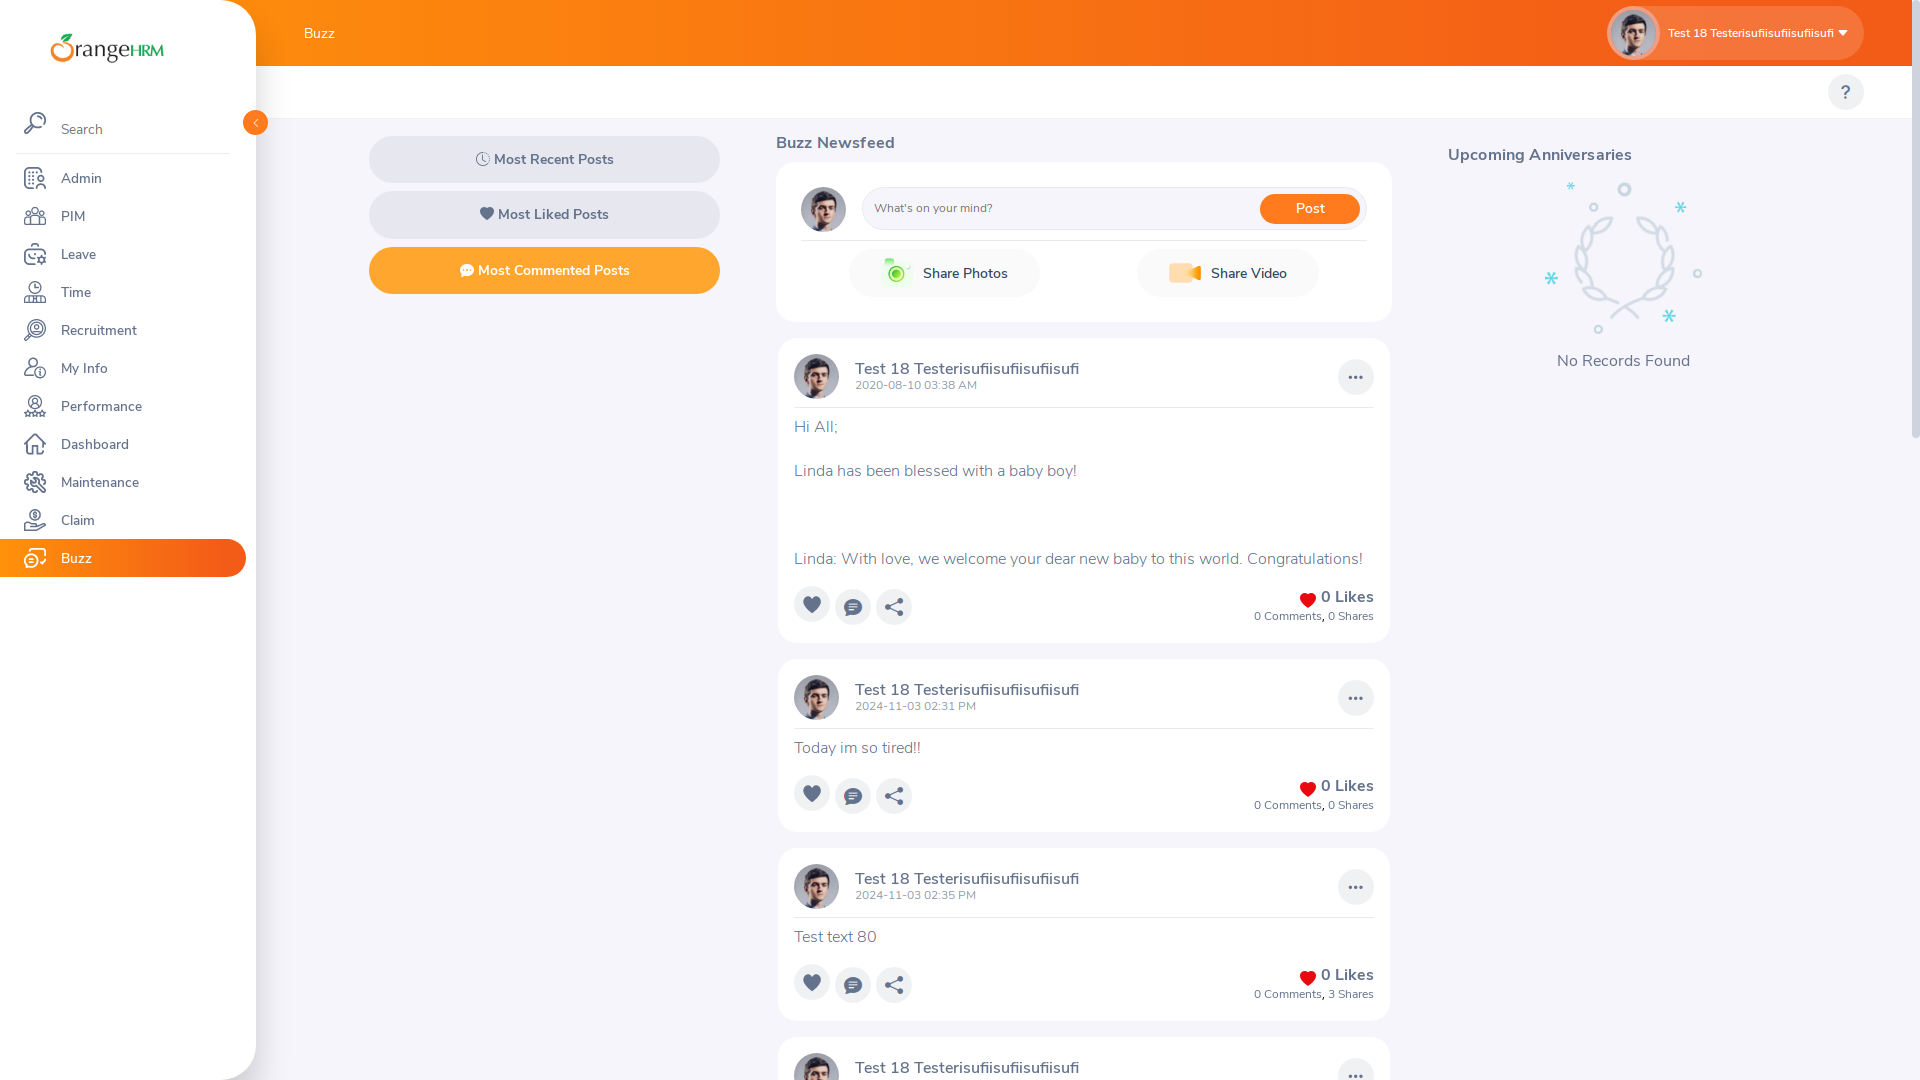 OrangeHRM
Search
Admin
PIM
Leave
Time
Recruitment
My Info
Performance
Dashboard
Maintenance
Claim
Buzz
Buzz
Test 18 Testerisufiisufiisufiisufi
?
Most Recent Posts
Most Liked Posts
Most Commented Posts
Buzz Newsfeed
What's on your mind?
Post
Share Photos
Share Video
Test 18 Testerisufiisufiisufiisufi
2020-08-10 03:38 AM
Hi All;
Linda has been blessed with a baby boy!
Linda: With love, we welcome your dear new baby to this world. Congratulations!
0 Likes
0 Comments, 0 Shares
Test 18 Testerisufiisufiisufiisufi
2024-11-03 02:31 PM
Today im so tired!!
0 Likes
0 Comments, 0 Shares
Test 18 Testerisufiisufiisufiisufi
2024-11-03 02:35 PM
Test text 80
0 Likes
0 Comments, 3 Shares
Test 18 Testerisufiisufiisufiisufi
Upcoming Anniversaries
No Records Found